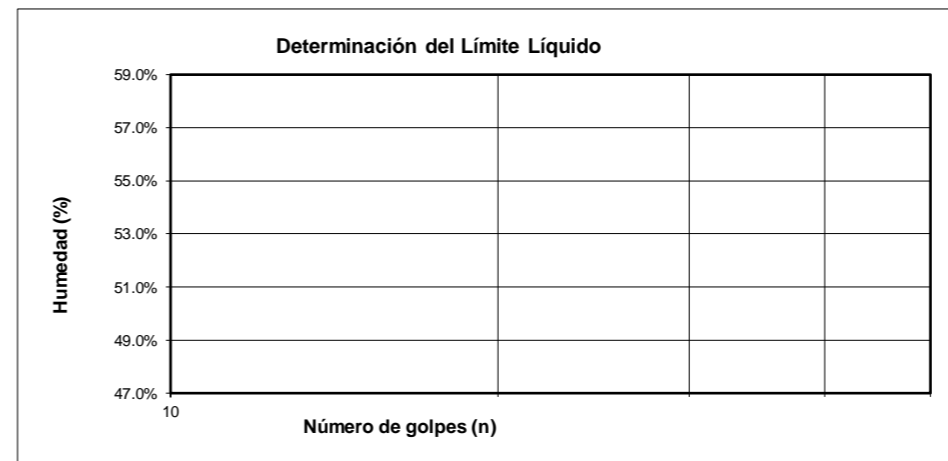 Determinación del Límite Líquido
59.0%
57.0%
55.0%
53.0%
51.0%
49.0%
47.0%
Humedad (%)
10
Número de golpes (n)